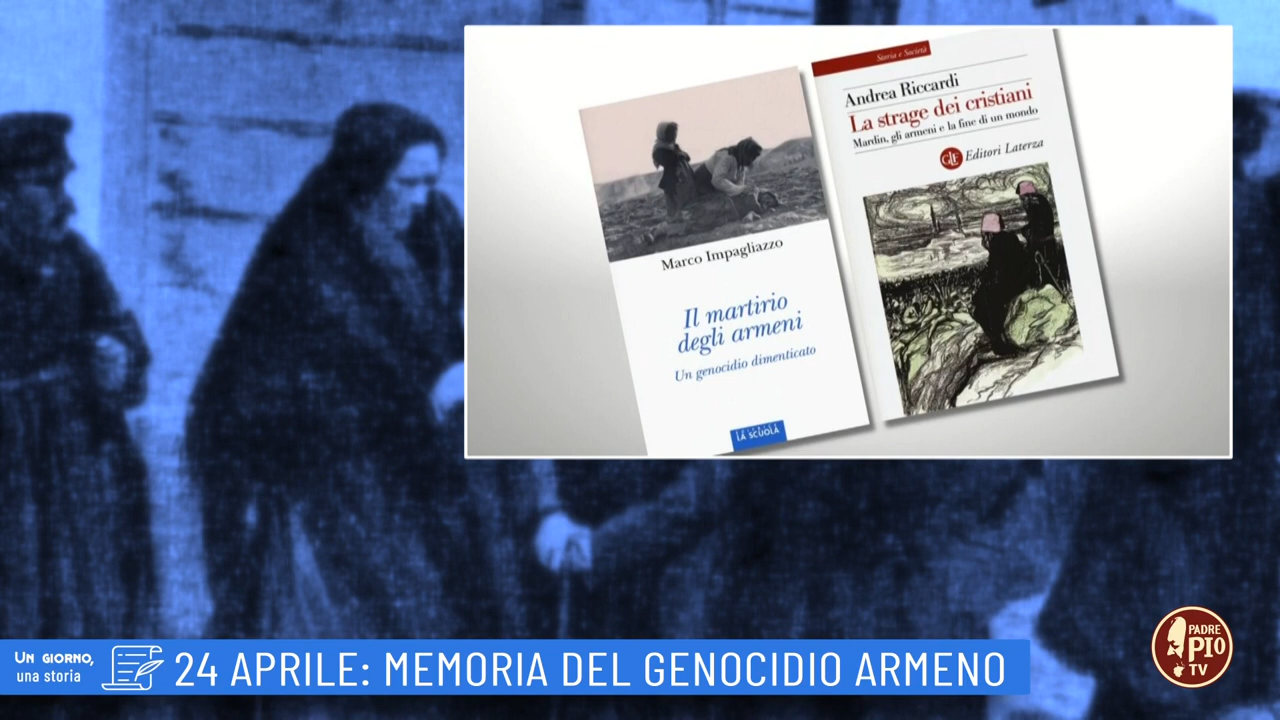 Storia e Società
Andrea Riccardi
La strage dei cristiani
Mardin, gli armeni e la fine di un mondo
Editori Laterza
Marco Impagliazzo
Il martirio
degli armeni
Un genocidio dimenticato
LA SCUOLA
Un giorno,
una storia
24 APRILE: MEMORIA DEL GENOCIDIO ARMENO
PADRE
PIO
TV